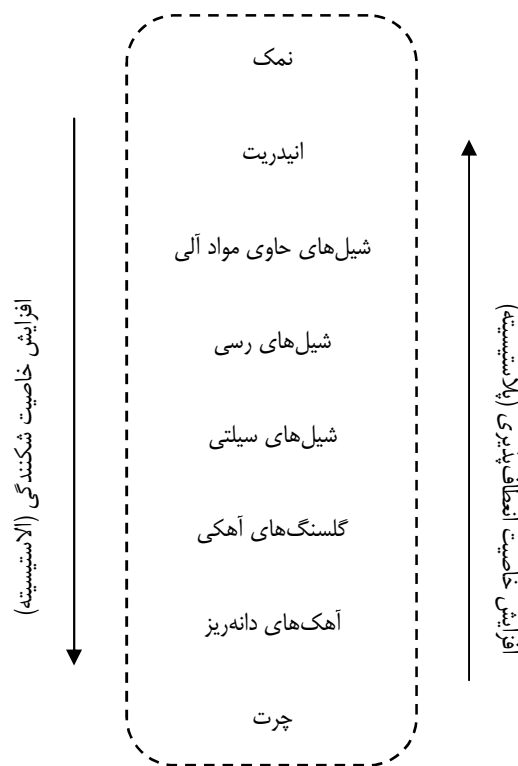 نمک
انیدریت
شیل‌های حاوی مواد آلی
شیل‌های رسی
شیل‌های سیلتی
گلسنگ‌های آهکی
آهک‌های دانه‌ریز
چرت
افزایش خاصیت شکنندگی (الاستیسیته)
افزایش خاصیت انعطاف‌پذیری (پلاستیسیته)